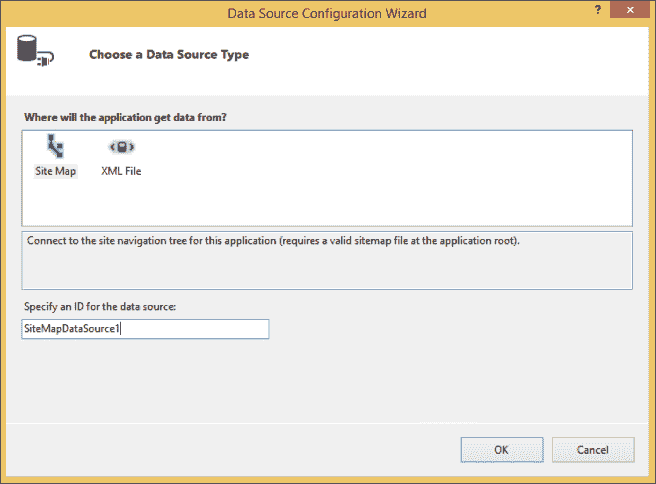 Data Source Configuration Wizard
? x
Choose a Data Source Type
Where will the application get data from?
Site Map XML File
Connect to the site navigation tree for this application (requires a valid sitemap file at the application root).
Specify an ID for the data source:
SiteMapDataSource1
OK Cancel